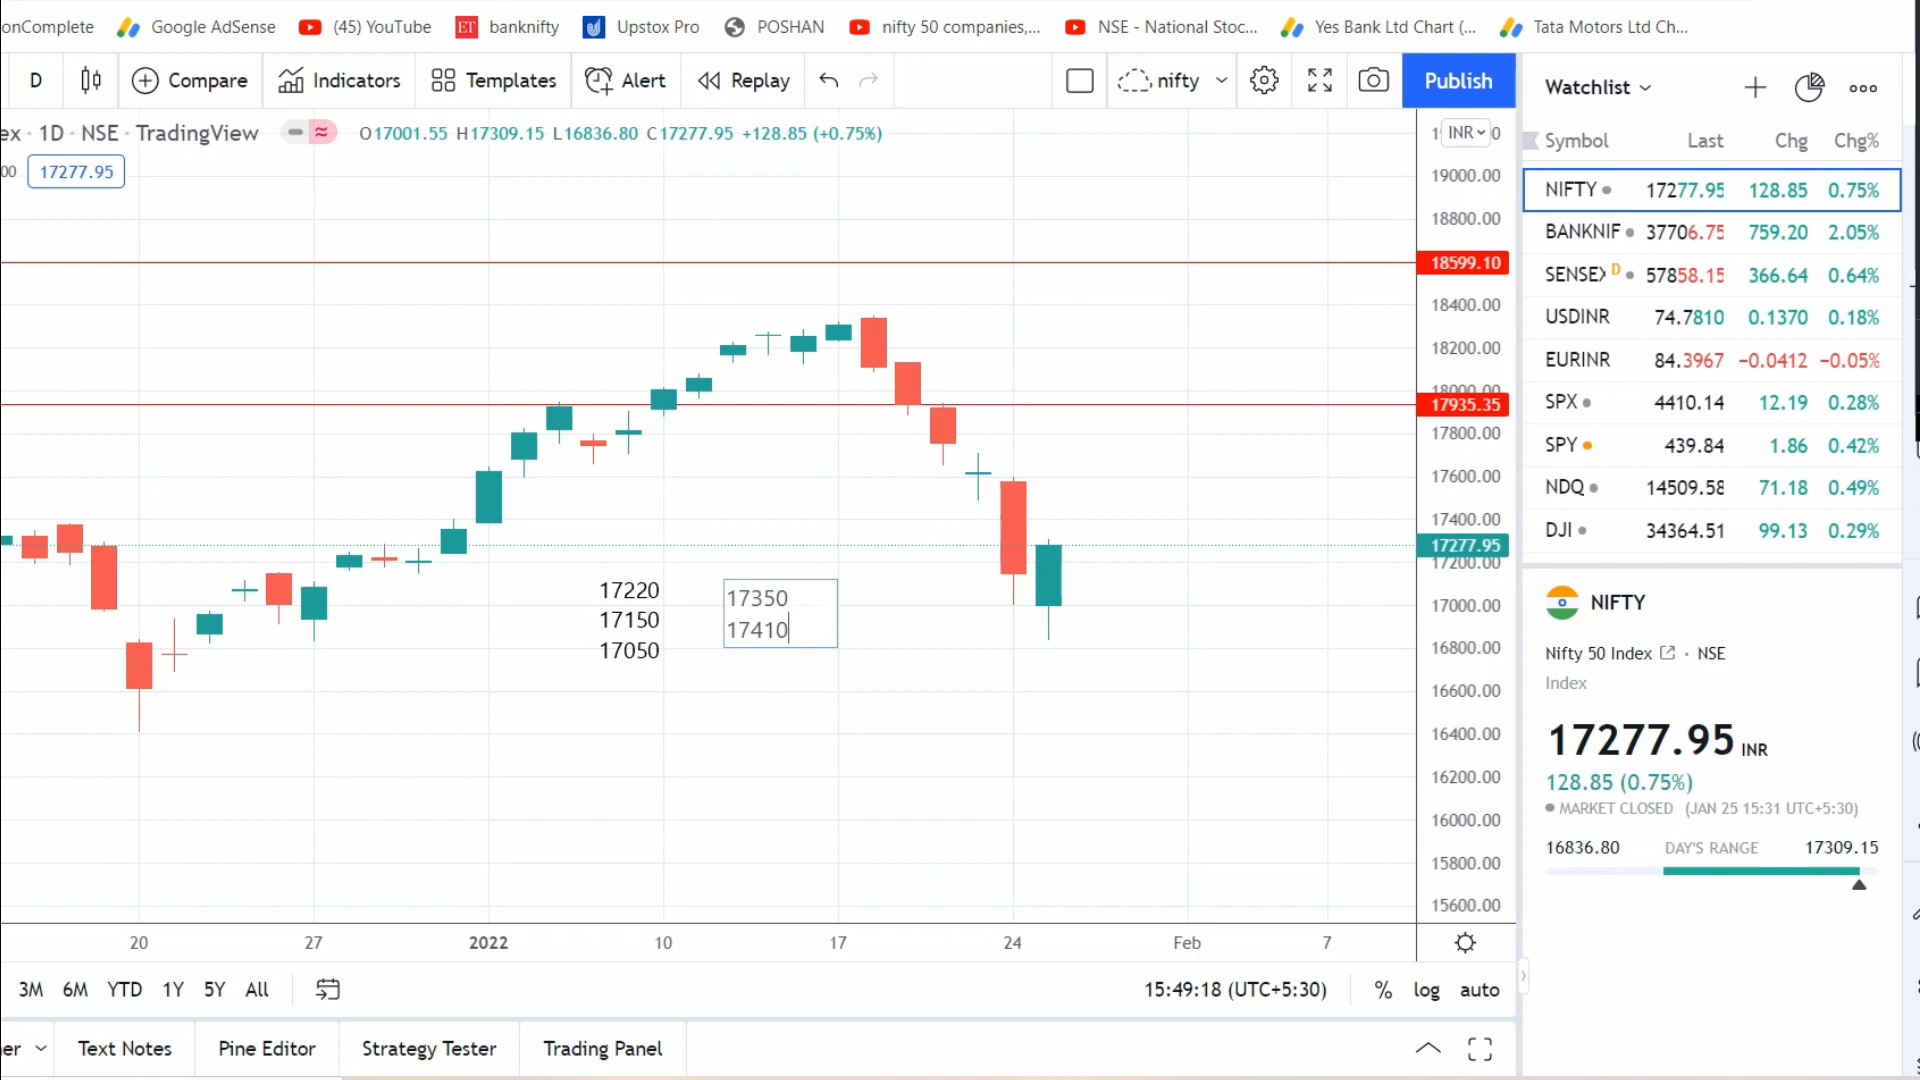 onComplete
Google AdSense
(45) YouTube
ET
banknifty
Upstox Pro
POSHAN
nifty 50 companies,...
NSE - National Stoc...
Yes Bank Ltd Chart (...
Tata Motors Ltd Ch...
D
Compare
Indicators
Templates
Alert
Replay
nifty
Publish
ex · 1D · NSE · TradingView
O17001.55 H17309.15 L16836.80 C17277.95 +128.85 (+0.75%)
00
17277.95
INR
19000.00
18800.00
18599.10
18400.00
18200.00
18000.00
17935.35
17800.00
17600.00
17400.00
17277.95
17200.00
17000.00
16800.00
16600.00
16400.00
16200.00
16000.00
15800.00
15600.00
17220
17150
17050
17350
17410
20
27
2022
10
17
24
Feb
7
3M 6M YTD 1Y 5Y All
15:49:18 (UTC+5:30)
% log auto
er
Text Notes
Pine Editor
Strategy Tester
Trading Panel
Watchlist
Symbol Last Chg Chg%
NIFTY 17277.95 128.85 0.75%
BANKNIF 37706.75 759.20 2.05%
SENSEX D 57858.15 366.64 0.64%
USDINR 74.7810 0.1370 0.18%
EURINR 84.3967 −0.0412 −0.05%
SPX 4410.14 12.19 0.28%
SPY 439.84 1.86 0.42%
NDQ 14509.58 71.18 0.49%
DJI 34364.51 99.13 0.29%
NIFTY
Nifty 50 Index · NSE
Index
17277.95 INR
128.85 (0.75%)
MARKET CLOSED (JAN 25 15:31 UTC+5:30)
16836.80 DAY'S RANGE 17309.15